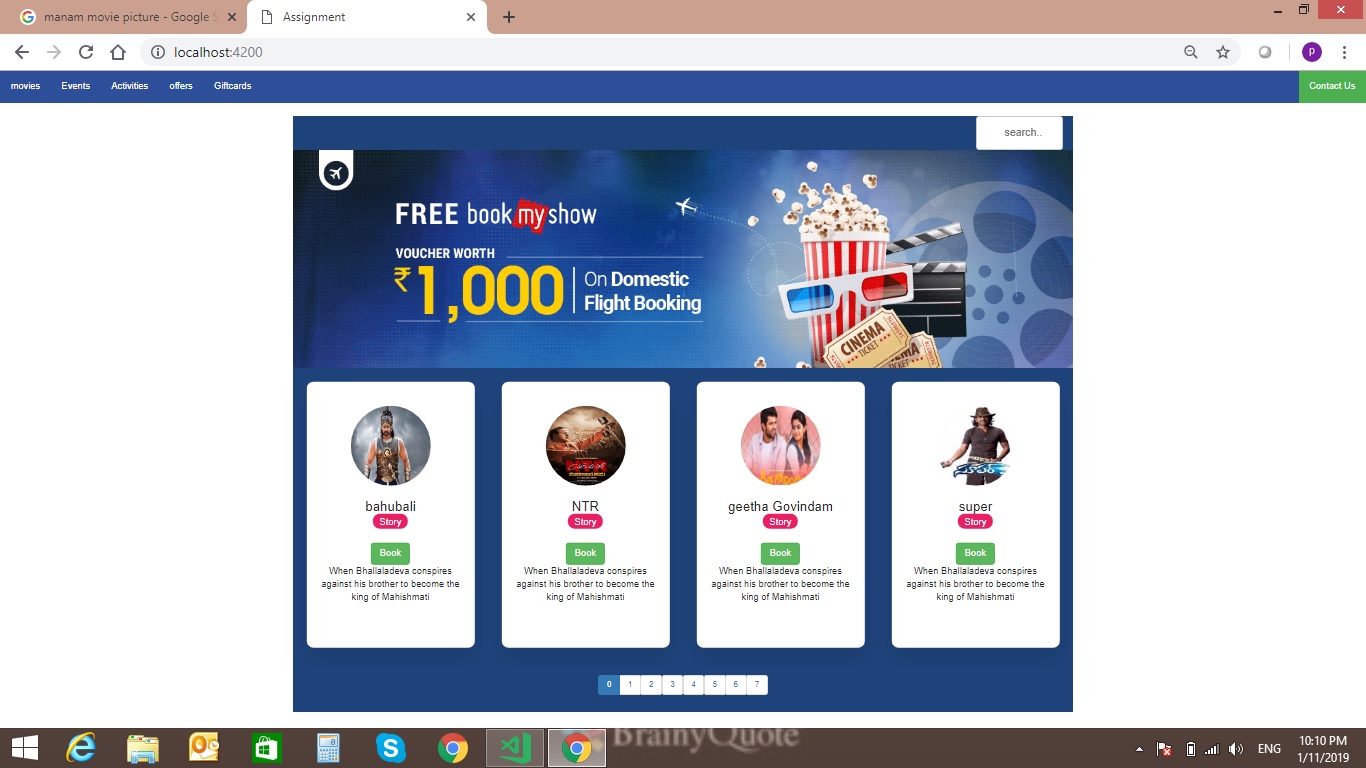 manam movie picture - Google S
Assignment
localhost:4200
p
movies Events Activities offers Giftcards Contact Us
search..
FREE bookmyshow
VOUCHER WORTH
₹1,000 On Domestic
Flight Booking
CINEMA
TICKET
bahubali
Story
Book
When Bhallaladeva conspires
against his brother to become the
king of Mahishmati
NTR
Story
Book
When Bhallaladeva conspires
against his brother to become the
king of Mahishmati
geetha Govindam
Story
Book
When Bhallaladeva conspires
against his brother to become the
king of Mahishmati
super
Story
Book
When Bhallaladeva conspires
against his brother to become the
king of Mahishmati
0 1 2 3 4 5 6 7
BrainyQuote
ENG
10:10 PM
1/11/2019